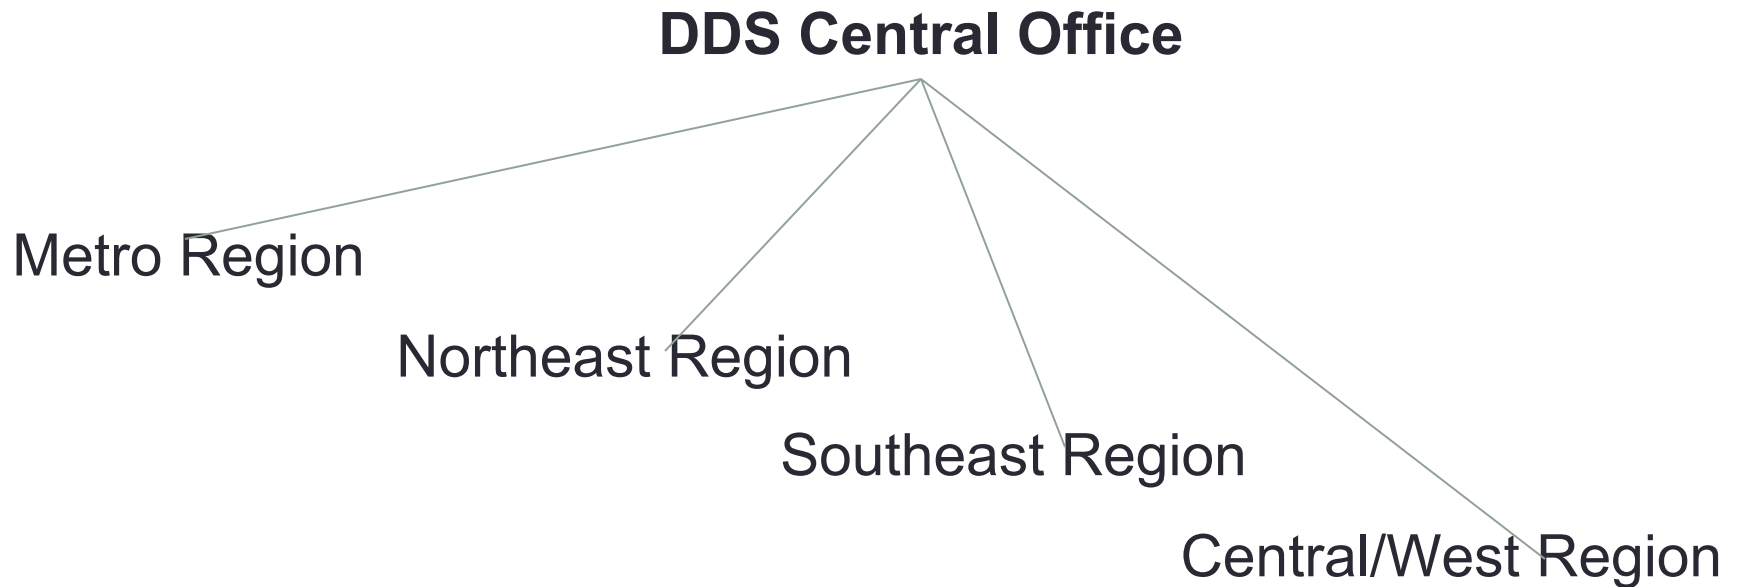 DDS Central Office
Metro Region
Northeast Region
Southeast Region
Central/West Region